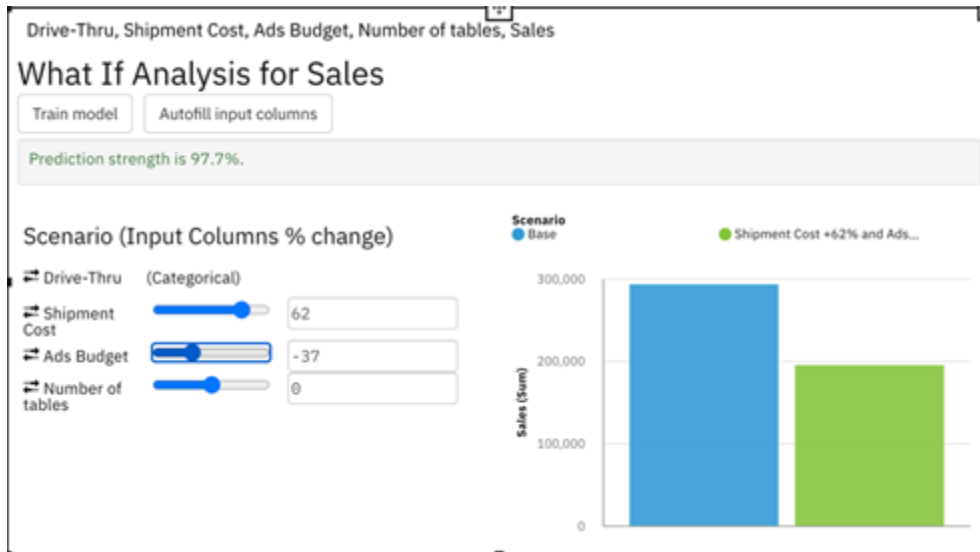 Drive-Thru, Shipment Cost, Ads Budget, Number of tables, Sales
What If Analysis for Sales
Train model
Autofill input columns
Prediction strength is 97.7%.
Scenario (Input Columns % change)
Drive-Thru (Categorical)
Shipment
Cost
62
Ads Budget
-37
Number of
tables
0
Scenario
Base
Shipment Cost +62% and Ads...
Sales (Sum)
300,000
200,000
100,000
0